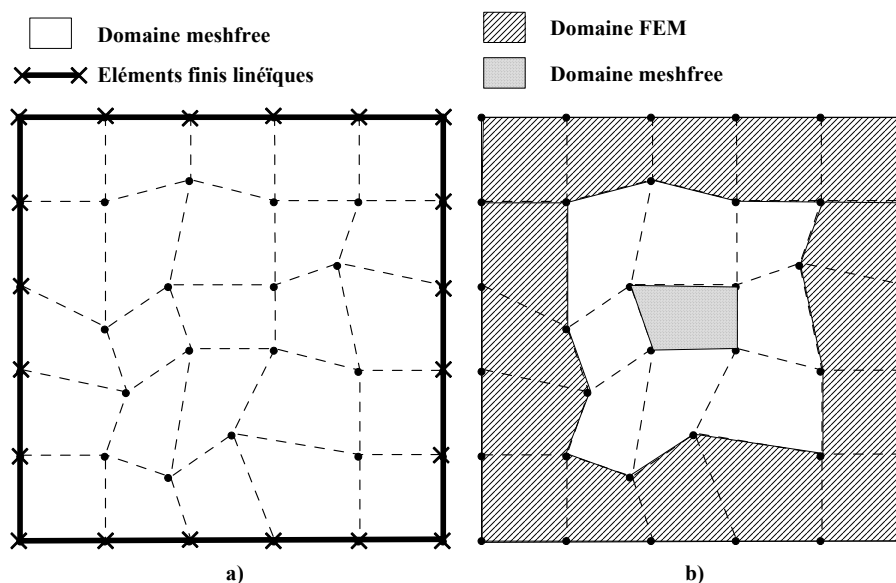 Domaine meshfree
Eléments finis linéïques
Domaine FEM
Domaine meshfree
a)
b)